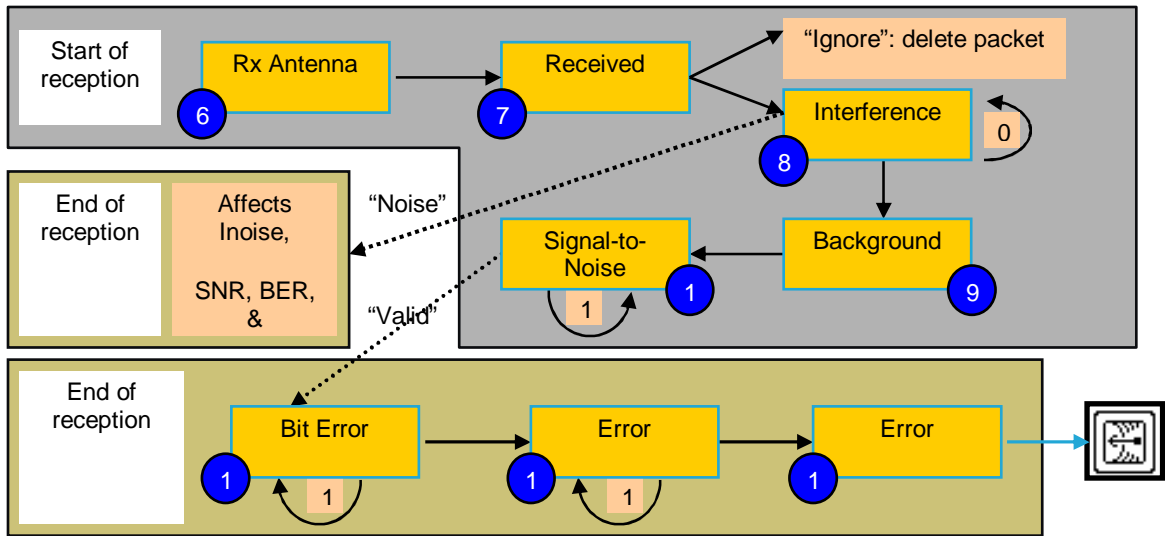 Start of
reception
Rx Antenna
6
Received
7
“Ignore”: delete packet
Interference
8
0
End of
reception
Affects
Inoise,
SNR, BER,
&
“Noise”
“Valid”
Signal-to-
Noise
1
1
Background
9
End of
reception
Bit Error
1
1
Error
1
1
Error
1